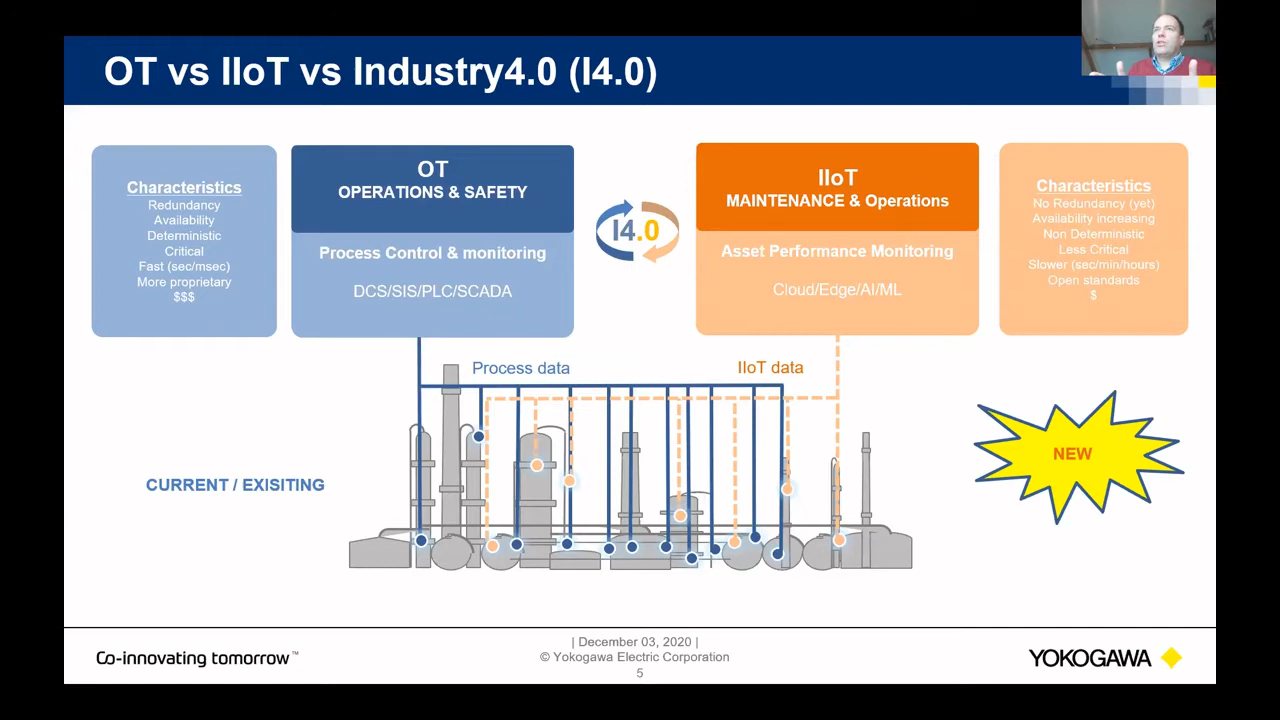 OT vs IIoT vs Industry4.0 (I4.0)
Characteristics
Redundancy
Availability
Deterministic
Critical
Fast (sec/msec)
More proprietary
$$$
OT
OPERATIONS & SAFETY
Process Control & monitoring
DCS/SIS/PLC/SCADA
I4.0
IIoT
MAINTENANCE & Operations
Asset Performance Monitoring
Cloud/Edge/AI/ML
Characteristics
No Redundancy (yet)
Availability increasing
Non Deterministic
Less Critical
Slower (sec/min/hours)
Open standards
$
Process data
IIoT data
CURRENT / EXISITING
NEW
Co-innovating tomorrow™
| December 03, 2020 |
© Yokogawa Electric Corporation
5
YOKOGAWA